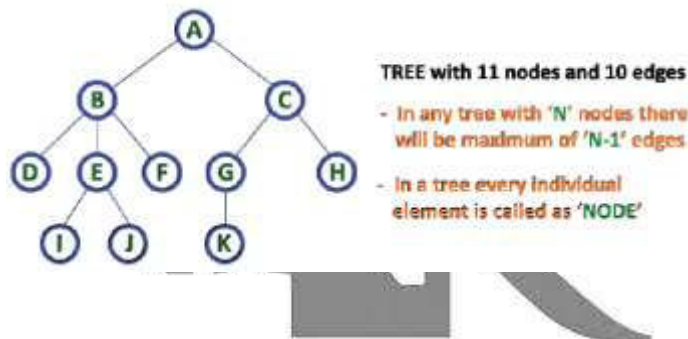 A
B C
D E F G H
I J K
TREE with 11 nodes and 10 edges
- In any tree with 'N' nodes there
will be maximum of 'N-1' edges
- In a tree every individual
element is called as 'NODE'